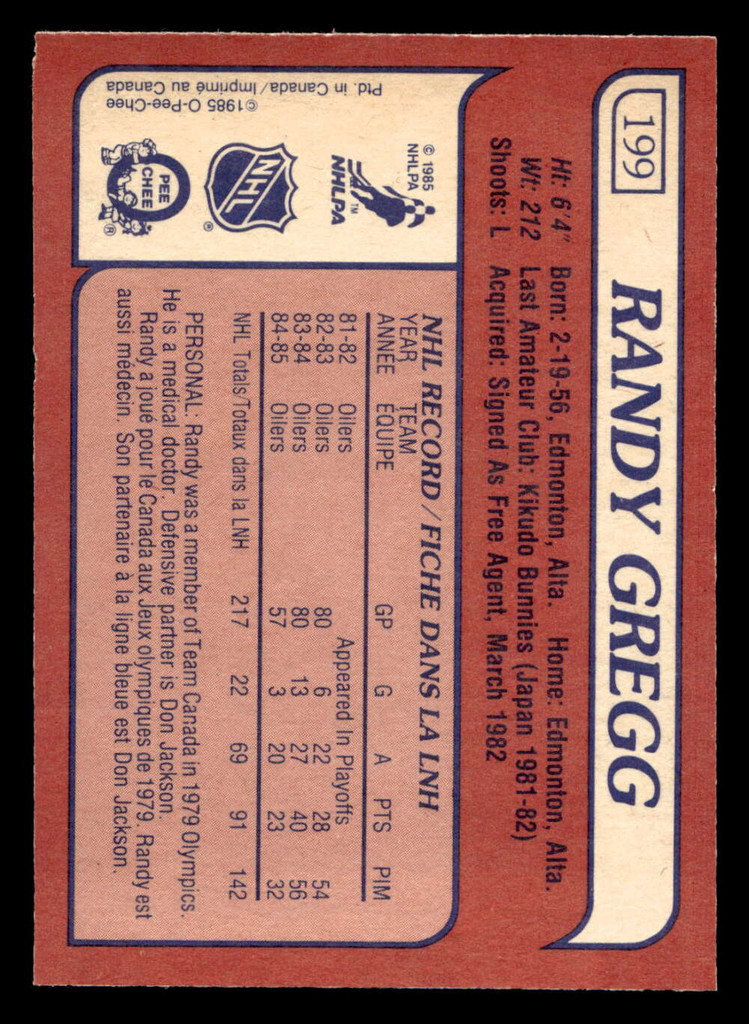 199
RANDY GREGG
Ht: 6'4" Born: 2-19-56, Edmonton, Alta. Home: Edmonton, Alta.
Wt: 212 Last Amateur Club: Kikudo Bunnies (Japan 1981-82)
Shoots: L Acquired: Signed As Free Agent, March 1982
© 1985
NHLPA
NHLPA™
NHL
®
PEE
CHEE
®
©1985 O-Pee-Chee
Ptd. in Canada/Imprimé au Canada
NHL RECORD/FICHE DANS LA LNH
YEAR TEAM
ANNÉE ÉQUIPE GP G A PTS PIM
81-82 Oilers Appeared In Playoffs
82-83 Oilers 80 6 22 28 54
83-84 Oilers 80 13 27 40 56
84-85 Oilers 57 3 20 23 32
NHL Totals/Totaux dans la LNH 217 22 69 91 142
PERSONAL: Randy was a member of Team Canada in 1979 Olympics.
He is a medical doctor. Defensive partner is Don Jackson.
Randy a joué pour le Canada aux Jeux olympiques de 1979. Randy est
aussi médecin. Son partenaire à la ligne bleue est Don Jackson.